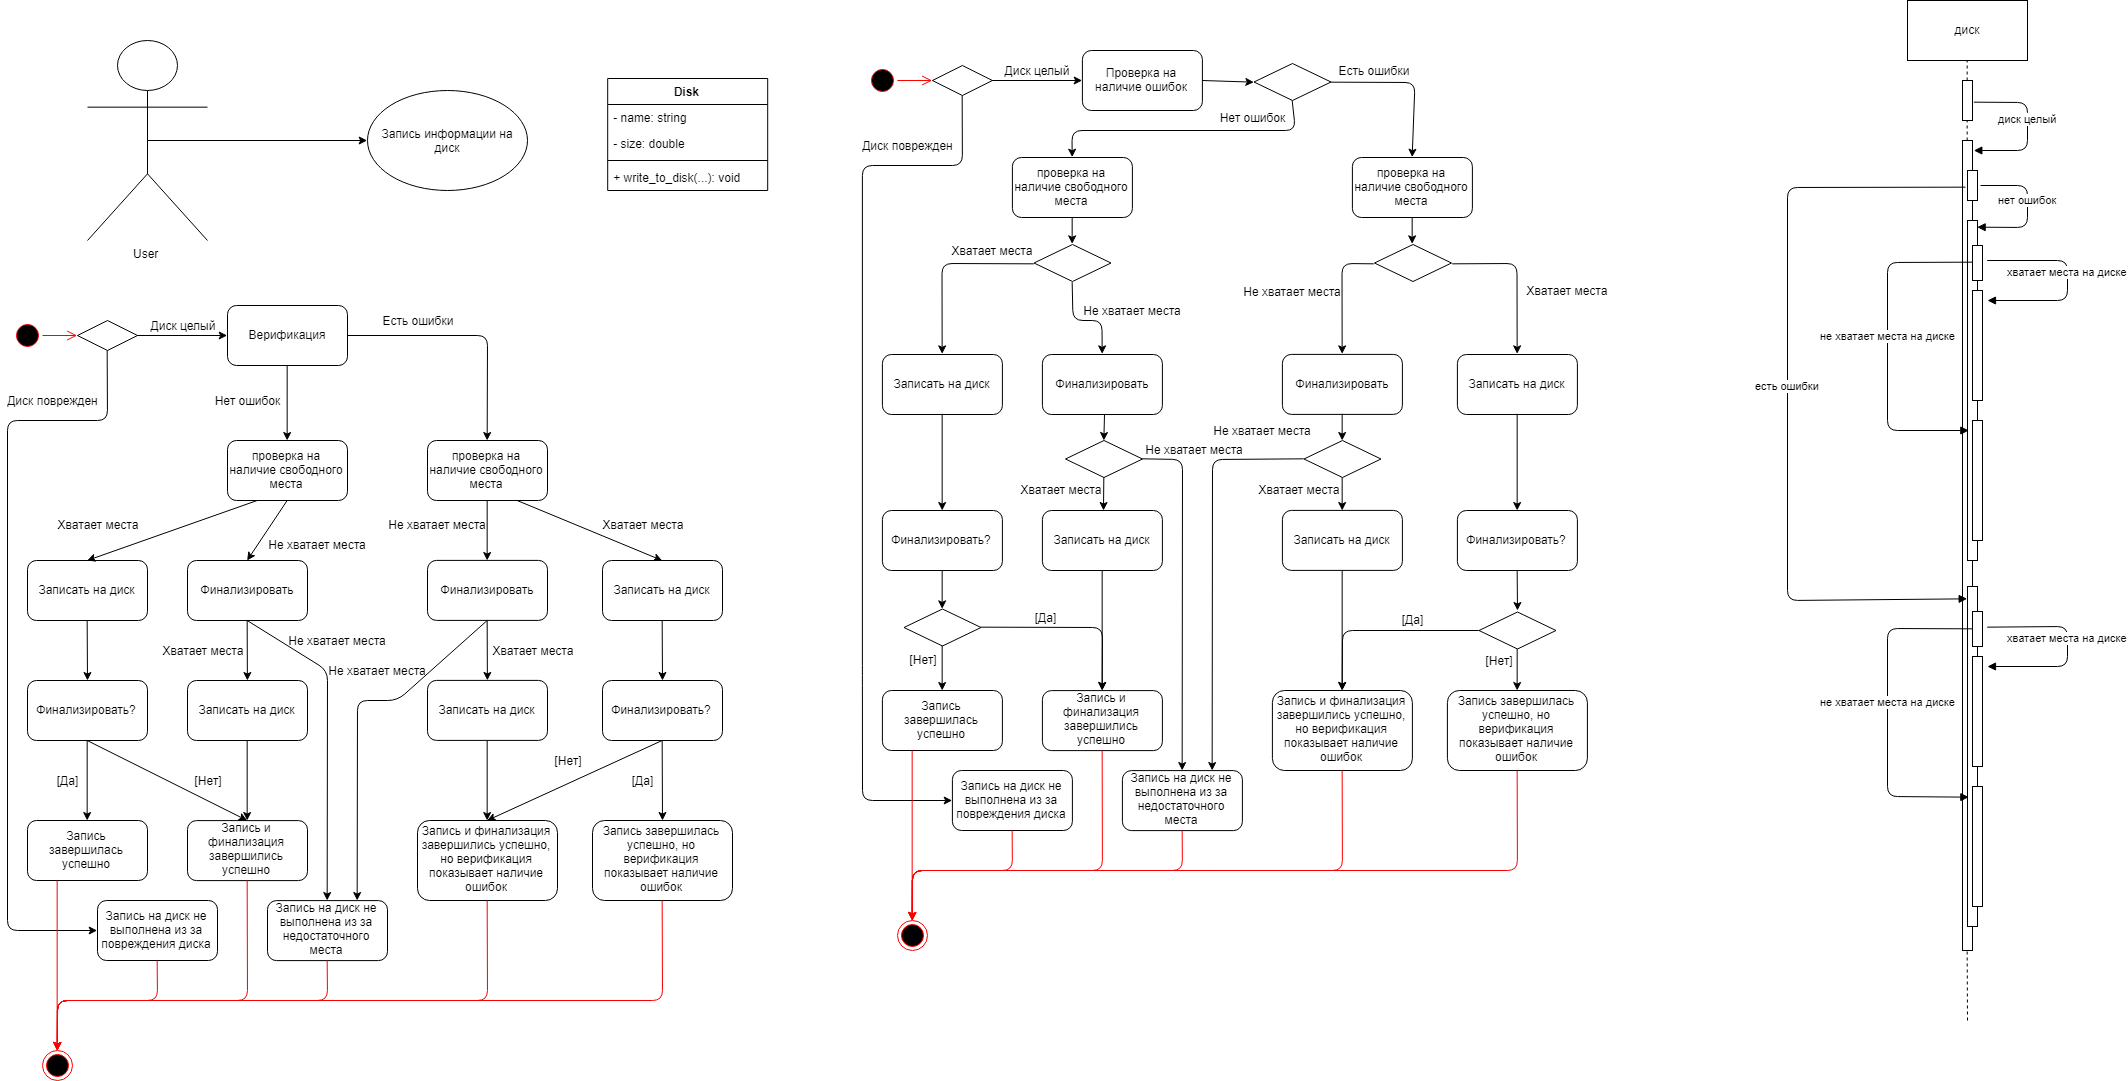 Запись информации на
диск
User
Disk
- name: string
- size: double
+ write_to_disk(...): void
Диск целый
Верификация
Есть ошибки
Диск поврежден
Нет ошибок
проверка на
наличие свободного
места
проверка на
наличие свободного
места
Хватает места
Не хватает места
Не хватает места
Хватает места
Записать на диск
Финализировать
Финализировать
Записать на диск
Не хватает места
Хватает места
Не хватает места
Хватает места
Финализировать?
Записать на диск
Записать на диск
Финализировать?
[Да]
[Нет]
[Нет]
[Да]
Запись
завершилась
успешно
Запись и
финализация
завершились
успешно
Запись и финализация
завершились успешно,
но верификация
показывает наличие
ошибок
Запись завершилась
успешно, но
верификация
показывает наличие
ошибок
Запись на диск не
выполнена из за
повреждения диска
Запись на диск не
выполнена из за
недостаточного
места
Диск целый
Проверка на
наличие ошибок
Есть ошибки
Нет ошибок
Диск поврежден
проверка на
наличие свободного
места
проверка на
наличие свободного
места
Хватает места
Не хватает места
Не хватает места
Хватает места
Записать на диск
Финализировать
Финализировать
Записать на диск
Не хватает места
Не хватает места
Хватает места
Хватает места
Финализировать?
Записать на диск
Записать на диск
Финализировать?
[Да]
[Да]
[Нет]
[Нет]
Запись
завершилась
успешно
Запись и
финализация
завершились
успешно
Запись и финализация
завершились успешно,
но верификация
показывает наличие
ошибок
Запись завершилась
успешно, но
верификация
показывает наличие
ошибок
Запись на диск не
выполнена из за
повреждения диска
Запись на диск не
выполнена из за
недостаточного
места
диск
диск целый
нет ошибок
хватает места на диске
не хватает места на диске
есть ошибки
хватает места на диске
не хватает места на диске